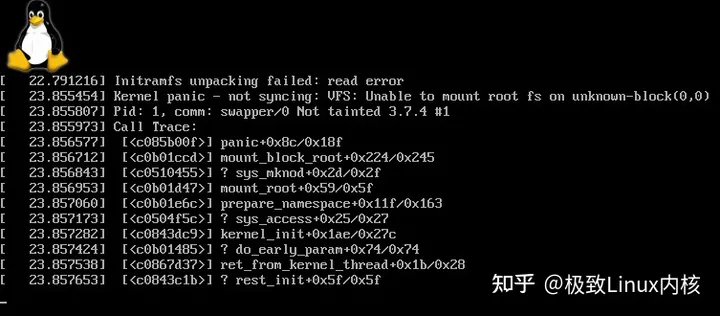 [   22.791216] Initramfs unpacking failed: read error
[   23.855454] Kernel panic - not syncing: VFS: Unable to mount root fs on unknown-block(0,0)
[   23.855807] Pid: 1, comm: swapper/0 Not tainted 3.7.4 #1
[   23.855973] Call Trace:
[   23.856577]  [<c085b00f>] panic+0x8c/0x18f
[   23.856712]  [<c0b01ccd>] mount_block_root+0x224/0x245
[   23.856843]  [<c0510455>] ? sys_mknod+0x2d/0x2f
[   23.856953]  [<c0b01d47>] mount_root+0x59/0x5f
[   23.857060]  [<c0b01e6c>] prepare_namespace+0x11f/0x163
[   23.857173]  [<c0504f5c>] ? sys_access+0x25/0x27
[   23.857282]  [<c0843dc9>] kernel_init+0x1ae/0x27c
[   23.857424]  [<c0b01485>] ? do_early_param+0x74/0x74
[   23.857538]  [<c0867d37>] ret_from_kernel_thread+0x1b/0x28
[   23.857653]  [<c0843c1b>] ? rest_init+0x5f/0x5f
知乎 @极致Linux内核